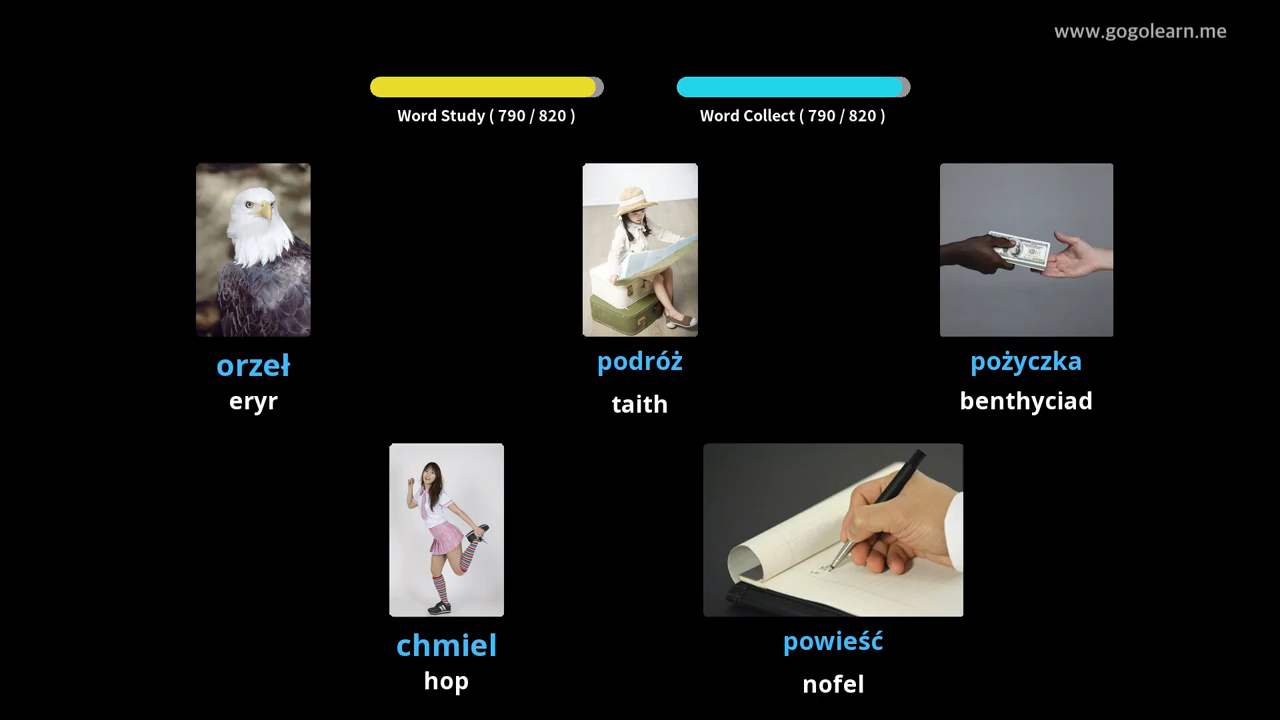 www.gogolearn.me
Word Study ( 790 / 820 )
Word Collect ( 790 / 820 )
orzeł
eryr
podróż
taith
pożyczka
benthyciad
chmiel
hop
powieść
nofel